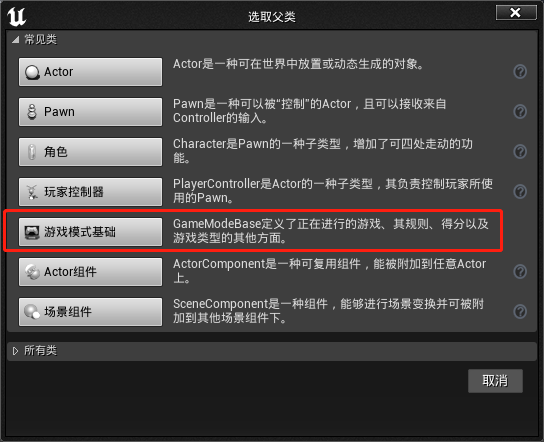 选取父类
常见类
Actor
Actor是一种可在世界中放置或动态生成的对象。
Pawn
Pawn是一种可以被“控制”的Actor，且可以接收来自
Controller的输入。
角色
Character是Pawn的一种子类型，增加了可四处走动的功
能。
玩家控制器
PlayerController是Actor的一种子类型，其负责控制玩家所使
用的Pawn。
游戏模式基础
GameModeBase定义了正在进行的游戏、其规则、得分以及
游戏类型的其他方面。
Actor组件
ActorComponent是一种可复用组件，能被附加到任意Actor
上。
场景组件
SceneComponent是一种组件，能够进行场景变换并可被附
加到其他场景组件下。
所有类
取消